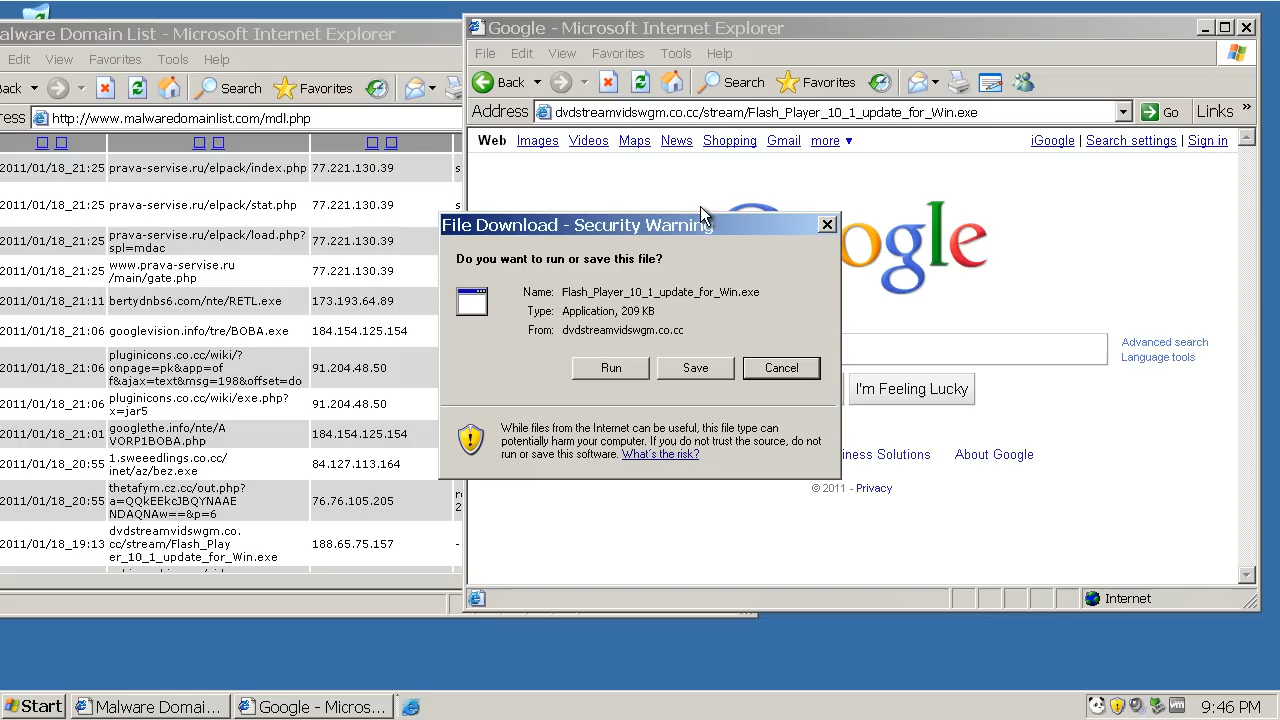 Malware Domain List - Microsoft Internet Explorer
Edit View Favorites Tools Help
Search Favorites
http://www.malwaredomainlist.com/mdl.php
2011/01/18_21:25 prava-servise.ru/elpack/index.php 77.221.130.39
2011/01/18_21:25 prava-servise.ru/elpack/stat.php 77.221.130.39
2011/01/18_21:25 prava-servise.ru/elpack/load.php?
spl=mdac 77.221.130.39
2011/01/18_21:25 www.prava-servise.ru
/main/gate.php 77.221.130.39
2011/01/18_21:11 bertydnbs6.com/nte/RETL.exe 173.193.64.89
2011/01/18_21:06 googlevision.info/tre/BOBA.exe 184.154.125.154
2011/01/18_21:06 pluginicons.co.cc/wiki/?
onpage=pk&app=of
f&ajax=text&msg=198&offset=do 91.204.48.50
2011/01/18_21:06 pluginicons.co.cc/wiki/exe.php?
x=jar5 91.204.48.50
2011/01/18_21:01 googlethe.info/nte/A
VORP1BOBA.php 184.154.125.154
2011/01/18_20:55 1.sweeedlings.co.cc/
inet/az/bez.exe 84.127.113.164
2011/01/18_20:55 thetafym.cz.cc/out.php?
a=QQkEEkcJBQYNAAE
NDAQNAw==&p=6 76.76.105.205
2011/01/18_19:13 dvdstreamvidswgm.co.
cc/stream/Flash_Play
er_10_1_update_for_Win.exe 188.65.75.157 -
Google - Microsoft Internet Explorer
File Edit View Favorites Tools Help
Back Search Favorites
Address dvdstreamvidswgm.co.cc/stream/Flash_Player_10_1_update_for_Win.exe Go Links »
Web Images Videos Maps News Shopping Gmail more ▼ iGoogle | Search settings | Sign in
ogle
Advanced search
Language tools
I'm Feeling Lucky
iness Solutions About Google
© 2011 - Privacy
Internet
File Download - Security Warning
Do you want to run or save this file?
Name: Flash_Player_10_1_update_for_Win.exe
Type: Application, 209 KB
From: dvdstreamvidswgm.co.cc
Run Save Cancel
While files from the Internet can be useful, this file type can
potentially harm your computer. If you do not trust the source, do not
run or save this software. What's the risk?
Start Malware Domai... Google - Micros... 9:46 PM